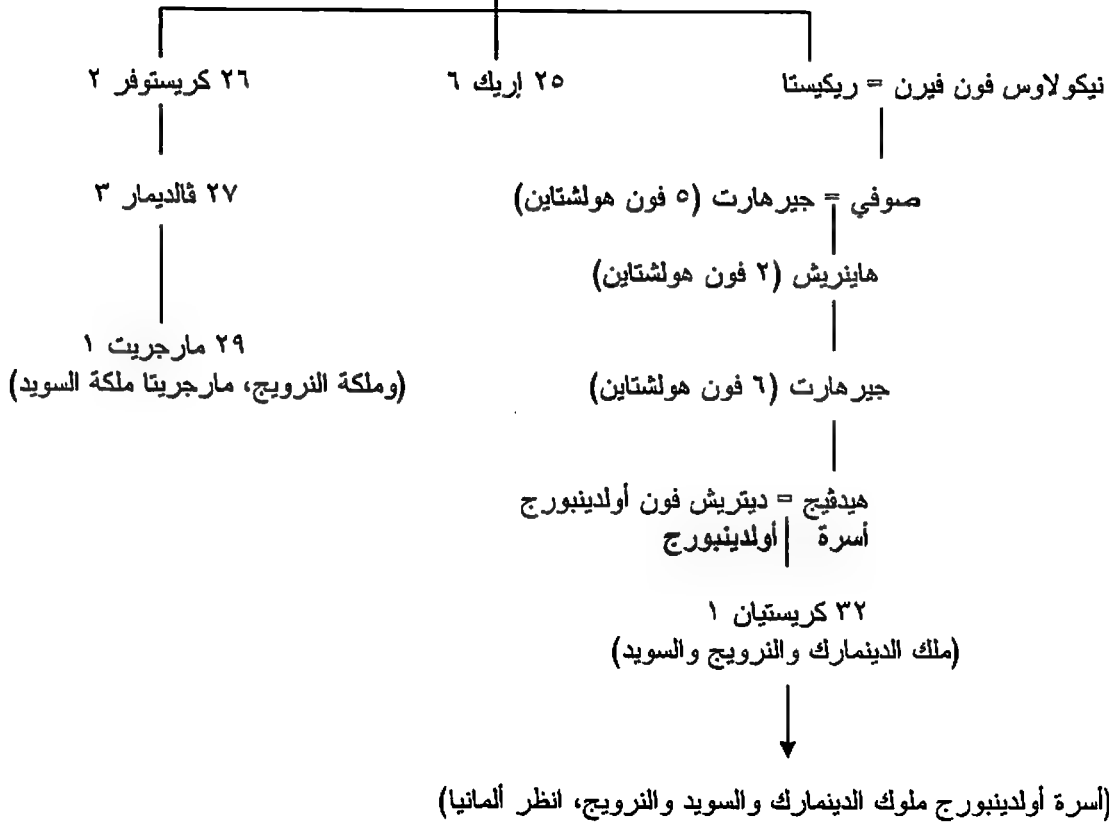 نيكولاوس فون فيرن = ريكيستا
٢٥ إريك ٦
٢٦ كريستوفر ٢
٢٧ ڤالديمار ٣
صوفي = جيرهارت (٥ فون هولشتاين)
هاينريش (٢ فون هولشتاين)
٢٩ مارجريت ١
(وملكة النرويج، مارجريتا ملكة السويد)
جيرهارت (٦ فون هولشتاين)
هيدڤيج = ديتريش فون أولدينبورج
أسرة أولدينبورج
٣٢ كريستيان ١
(ملك الدينمارك والنرويج والسويد)
(أسرة أولدينبورج ملوك الدينمارك والسويد والنرويج، انظر ألمانيا)